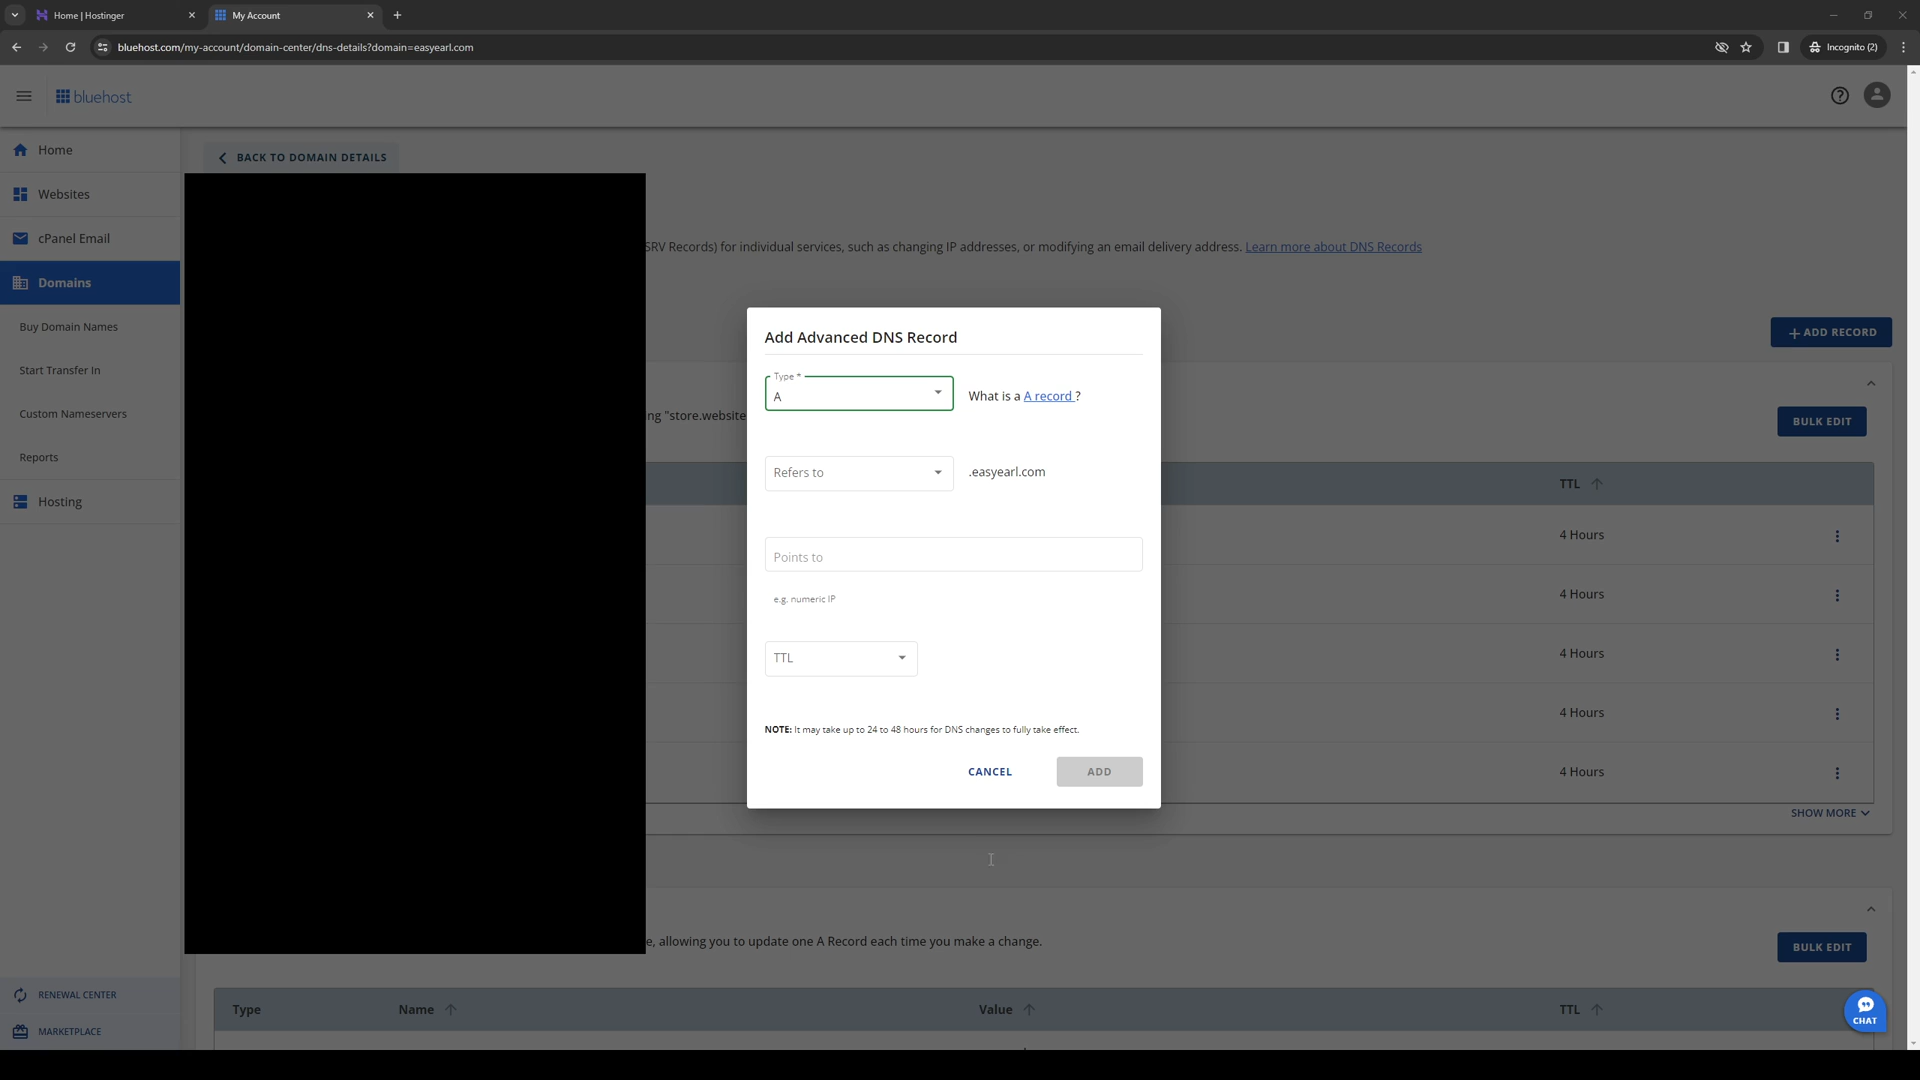 Home | Hostinger
My Account
bluehost.com/my-account/domain-center/dns-details?domain=easyearl.com
Incognito (2)
bluehost
Home
Websites
cPanel Email
Domains
Buy Domain Names
Start Transfer In
Custom Nameservers
Reports
Hosting
RENEWAL CENTER
MARKETPLACE
BACK TO DOMAIN DETAILS
SRV Records) for individual services, such as changing IP addresses, or modifying an email delivery address. Learn more about DNS Records
ADD RECORD
ng "store.website
BULK EDIT
TTL
4 Hours
4 Hours
4 Hours
4 Hours
4 Hours
SHOW MORE
Add Advanced DNS Record
Type *
A
What is a A record ?
Refers to
.easyearl.com
Points to
e.g. numeric IP
TTL
NOTE: It may take up to 24 to 48 hours for DNS changes to fully take effect.
CANCEL
ADD
e, allowing you to update one A Record each time you make a change.
BULK EDIT
Type
Name
Value
TTL
CHAT